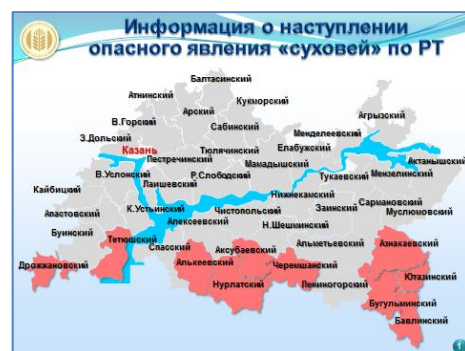 Информация о наступлении
опасного явления «суховей» по РТ
Балтасинский
Атнинский
Кукморский
Арский
Агрызский
В.Горский
Сабинский
Менделеевский
З.Дольский
Казань
Тюлячинский
Елабужский
Пестречинский
Мамадышский
Актанышский
В.Услонский
Р.Слободский
Тукаевский
Мензелинский
Кайбицкий
Лаишевский
Нижнекамский
Сармановский
Апастовский
К.Устьинский
Чистопольский
Заинский
Муслюмовский
Алексеевский
Буинский
Н.Шешминский
Тетюшский
Спасский
Аксубаевский
Альметьевский
Азнакаевский
Дрожжановский
Алькеевский
Черемшанский
Ютазинский
Нурлатский
Лениногорский
Бугульминский
Бавлинский
1